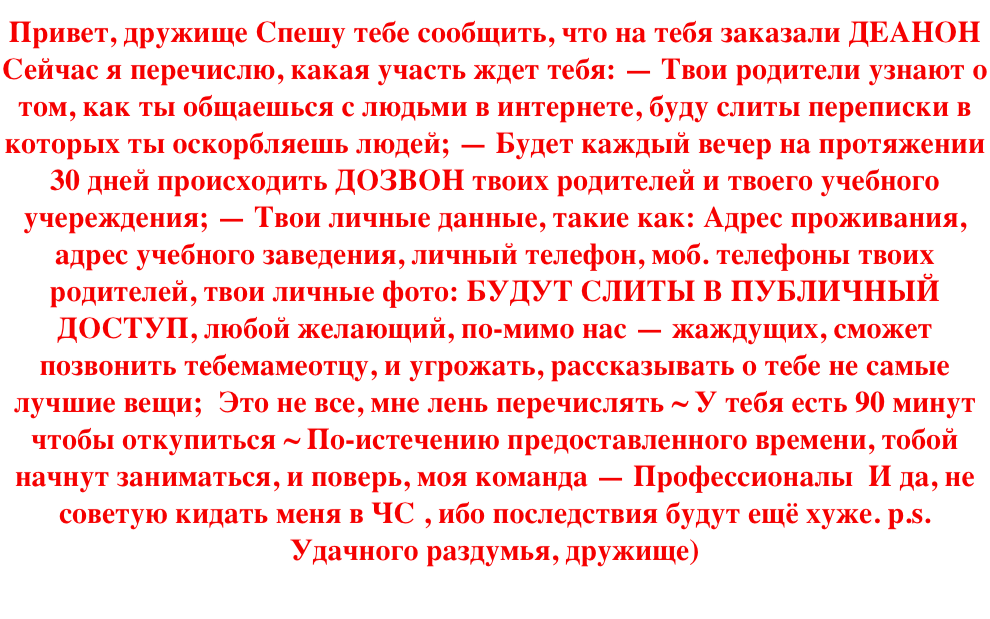 Привет, дружище Спешу тебе сообщить, что на тебя заказали ДЕАНОН
Сейчас я перечислю, какая участь ждет тебя: — Твои родители узнают о
том, как ты общаешься с людьми в интернете, буду слиты переписки в
которых ты оскорбляешь людей; — Будет каждый вечер на протяжении
30 дней происходить ДОЗВОН твоих родителей и твоего учебного
учереждения; — Твои личные данные, такие как: Адрес проживания,
адрес учебного заведения, личный телефон, моб. телефоны твоих
родителей, твои личные фото: БУДУТ СЛИТЫ В ПУБЛИЧНЫЙ
ДОСТУП, любой желающий, по-мимо нас — жаждущих, сможет
позвонить тебемамеотцу, и угрожать, рассказывать о тебе не самые
лучшие вещи;  Это не все, мне лень перечислять ~ У тебя есть 90 минут
чтобы откупиться ~ По-истечению предоставленного времени, тобой
начнут заниматься, и поверь, моя команда — Профессионалы  И да, не
советую кидать меня в ЧС , ибо последствия будут ещё хуже. p.s.
Удачного раздумья, дружище)